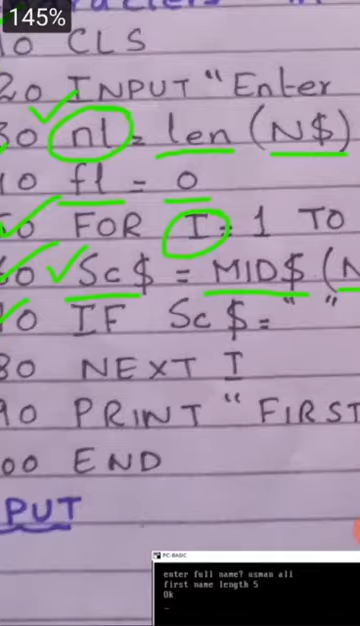 145%
10 CLS
20 INPUT "Enter
30 nl = len (N$)
40 fl = 0
50 FOR I = 1 TO
60 Sc$ = MID$ (N
70 IF Sc$ = " "
80 NEXT I
90 PRINT "FIRST
00 END
PUT
PC-BASIC
enter full name? usman ali
first name length 5
Ok